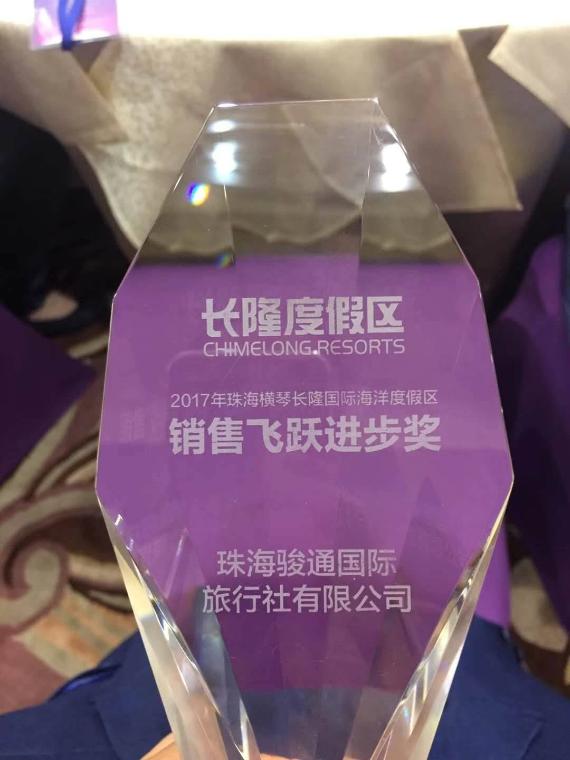 长隆度假区
CHIMELONG RESORTS
2017年珠海横琴长隆国际海洋度假区
销售飞跃进步奖
珠海骏通国际
旅行社有限公司